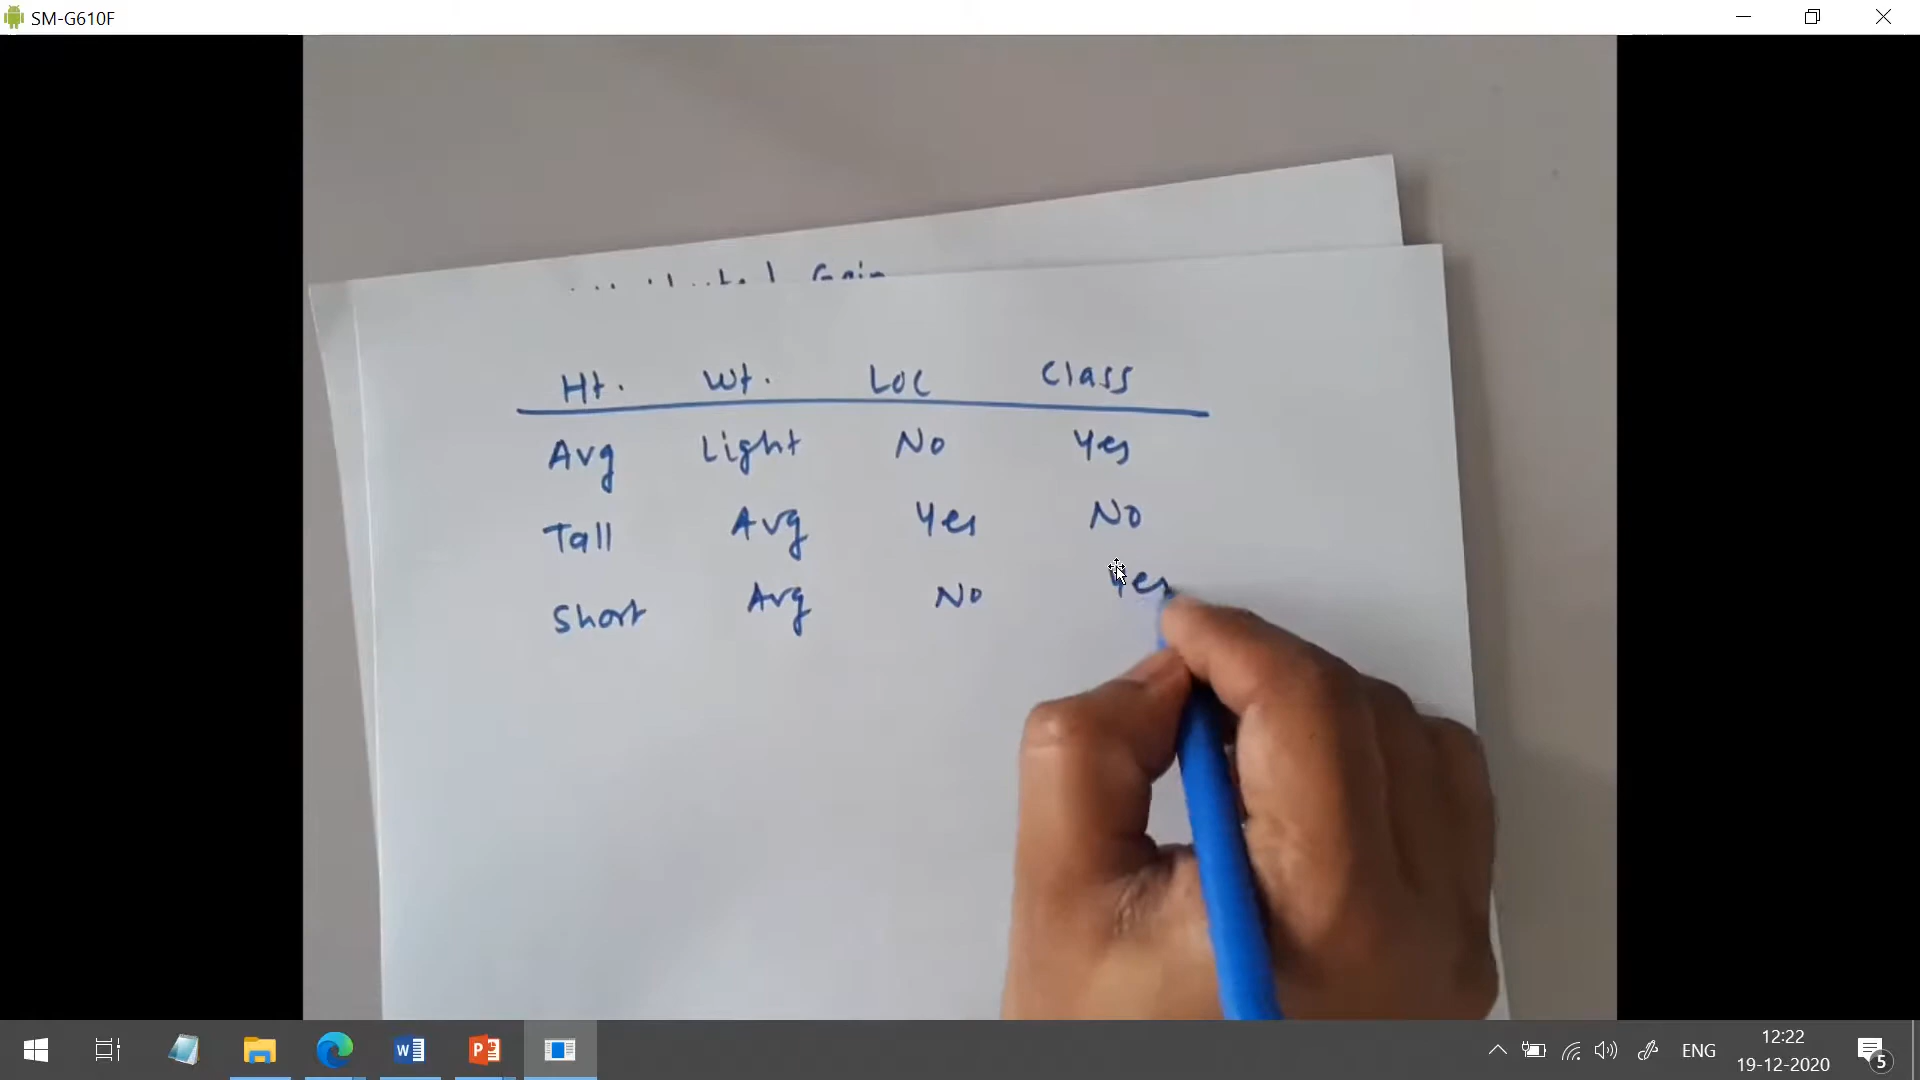 SM-G610F
Gain
Ht. Wt. Loc Class
Avg Light No Yes
Tall Avg Yes No
Short Avg No Yes
ENG
12:22
19-12-2020
5